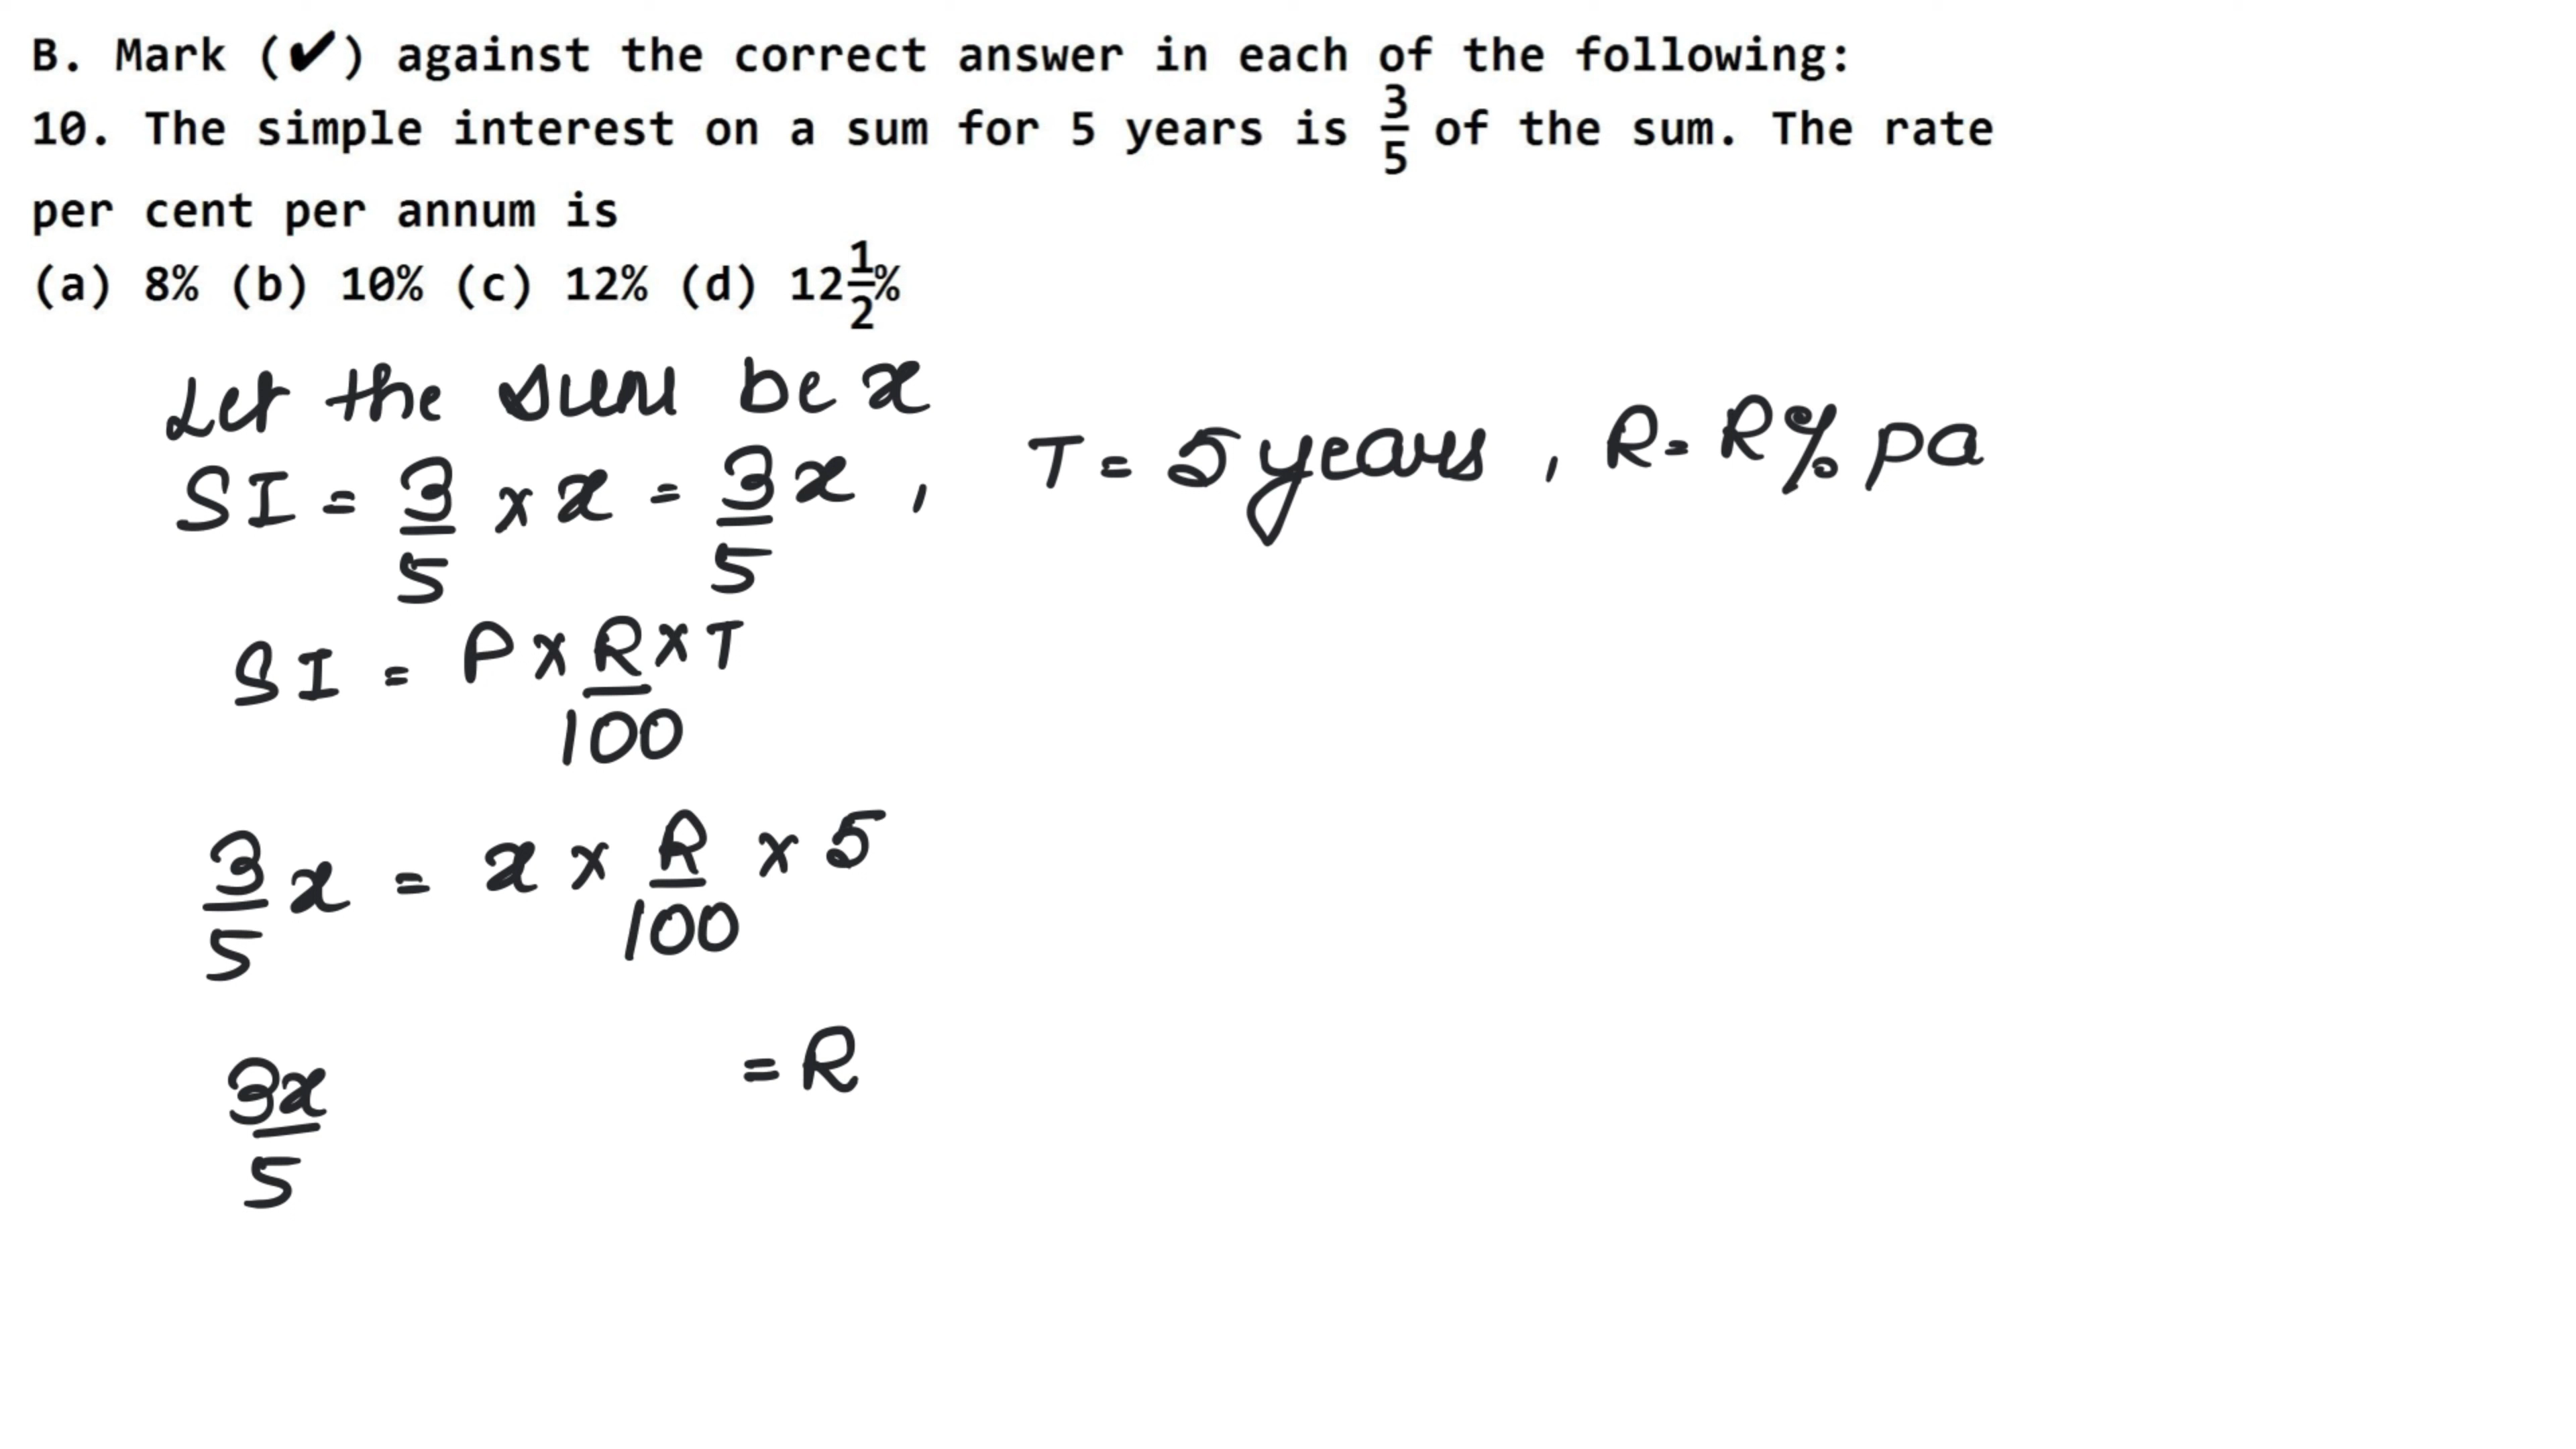 B. Mark (✔) against the correct answer in each of the following:
10. The simple interest on a sum for 5 years is 3/5 of the sum. The rate
per cent per annum is
(a) 8% (b) 10% (c) 12% (d) 12 1/2%
Let the sum be x
SI = 3/5 × x = 3/5 x , T = 5 years , R = R% pa
SI = P × R/100 × T
3/5 x = x × R/100 × 5
3x/5 = R